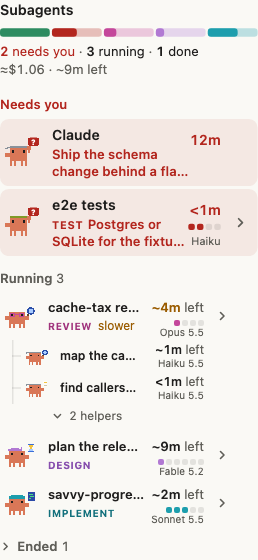 Subagents
2 needs you · 3 running · 1 done
≈$1.06 · ~9m left
Needs you
Claude
12m
Ship the schema
change behind a fla...
e2e tests
<1m
TEST Postgres or
SQLite for the fixtu...
Haiku
Running 3
cache-tax re...
~4m left
REVIEW slower
Opus 5.5
map the ca...
~1m left
Haiku 5.5
find callers...
<1m left
Haiku 5.5
2 helpers
plan the rele...
~9m left
DESIGN
Fable 5.2
savvy-progre...
~2m left
IMPLEMENT
Sonnet 5.5
Ended 1